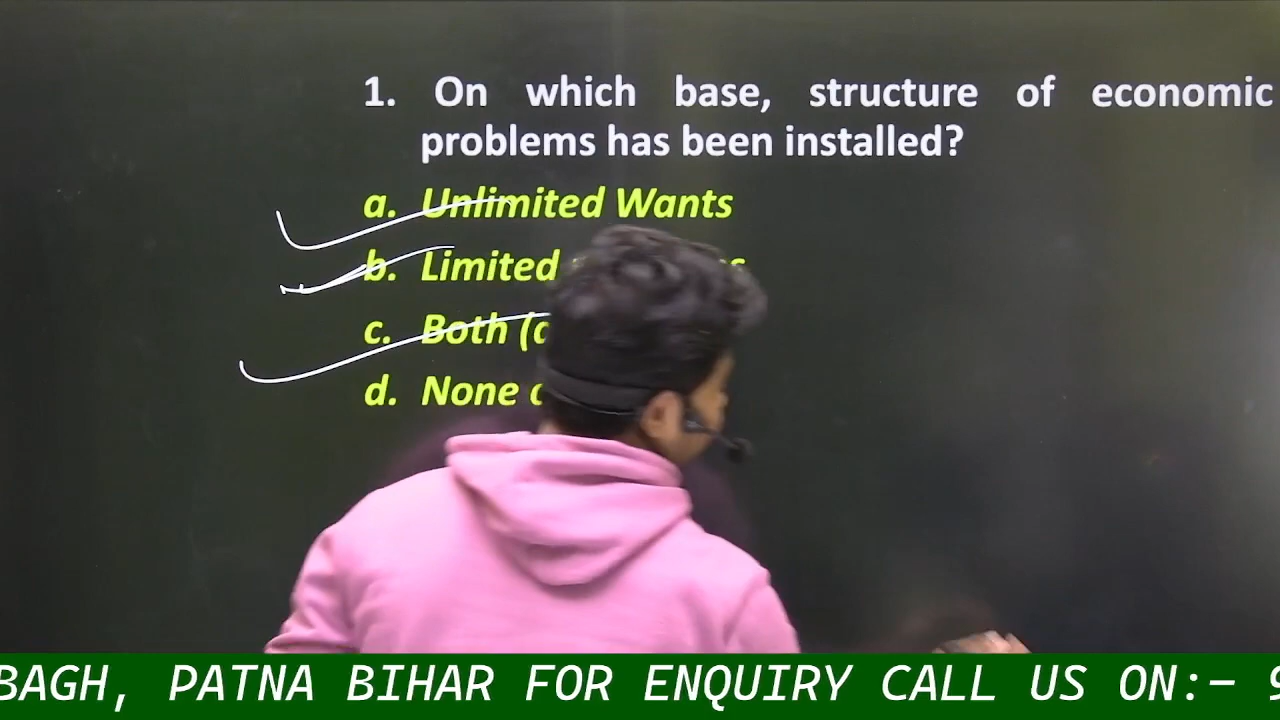 1. On which base, structure of economic
problems has been installed?
a. Unlimited Wants
b. Limited
c. Both (
d. None
BAGH, PATNA BIHAR FOR ENQUIRY CALL US ON:- 9